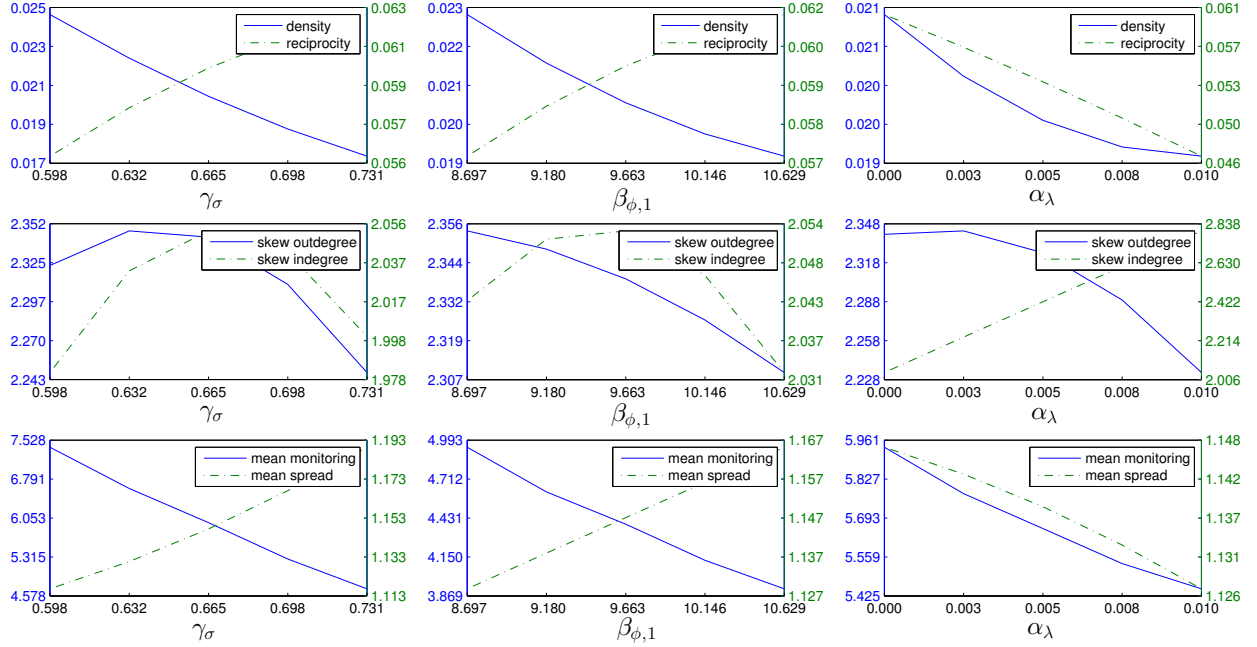 0.025 0.023 0.021 0.019 0.017
0.063 0.061 0.059 0.057 0.056
density
reciprocity
0.598 0.632 0.665 0.698 0.731
γσ
0.023 0.022 0.021 0.020 0.019
0.062 0.060 0.059 0.058 0.057
density
reciprocity
8.697 9.180 9.663 10.146 10.629
βϕ,1
0.021 0.021 0.020 0.020 0.019
0.061 0.057 0.053 0.050 0.046
density
reciprocity
0.000 0.003 0.005 0.008 0.010
αλ
2.352 2.325 2.297 2.270 2.243
2.056 2.037 2.017 1.998 1.978
skew outdegree
skew indegree
0.598 0.632 0.665 0.698 0.731
γσ
2.356 2.344 2.332 2.319 2.307
2.054 2.048 2.043 2.037 2.031
skew outdegree
skew indegree
8.697 9.180 9.663 10.146 10.629
βϕ,1
2.348 2.318 2.288 2.258 2.228
2.838 2.630 2.422 2.214 2.006
skew outdegree
skew indegree
0.000 0.003 0.005 0.008 0.010
αλ
7.528 6.791 6.053 5.315 4.578
1.193 1.173 1.153 1.133 1.113
mean monitoring
mean spread
0.598 0.632 0.665 0.698 0.731
γσ
4.993 4.712 4.431 4.150 3.869
1.167 1.157 1.147 1.137 1.127
mean monitoring
mean spread
8.697 9.180 9.663 10.146 10.629
βϕ,1
5.961 5.827 5.693 5.559 5.425
1.148 1.142 1.137 1.131 1.126
mean monitoring
mean spread
0.000 0.003 0.005 0.008 0.010
αλ